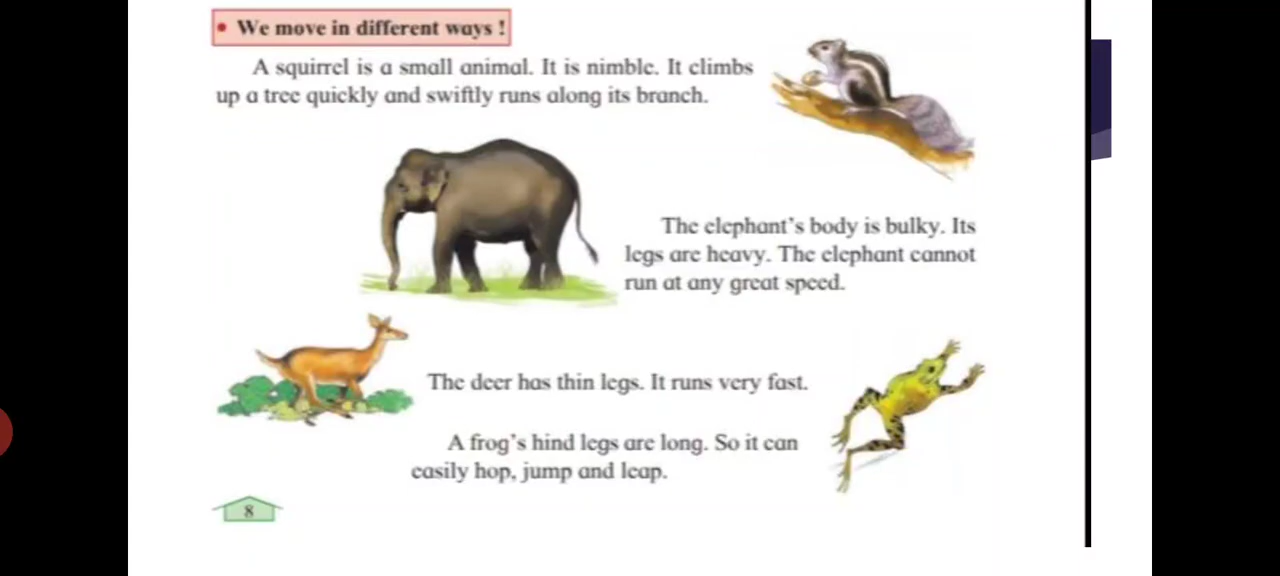 • We move in different ways !
A squirrel is a small animal. It is nimble. It climbs
up a tree quickly and swiftly runs along its branch.
The elephant's body is bulky. Its
legs are heavy. The elephant cannot
run at any great speed.
The deer has thin legs. It runs very fast.
A frog's hind legs are long. So it can
easily hop, jump and leap.
8